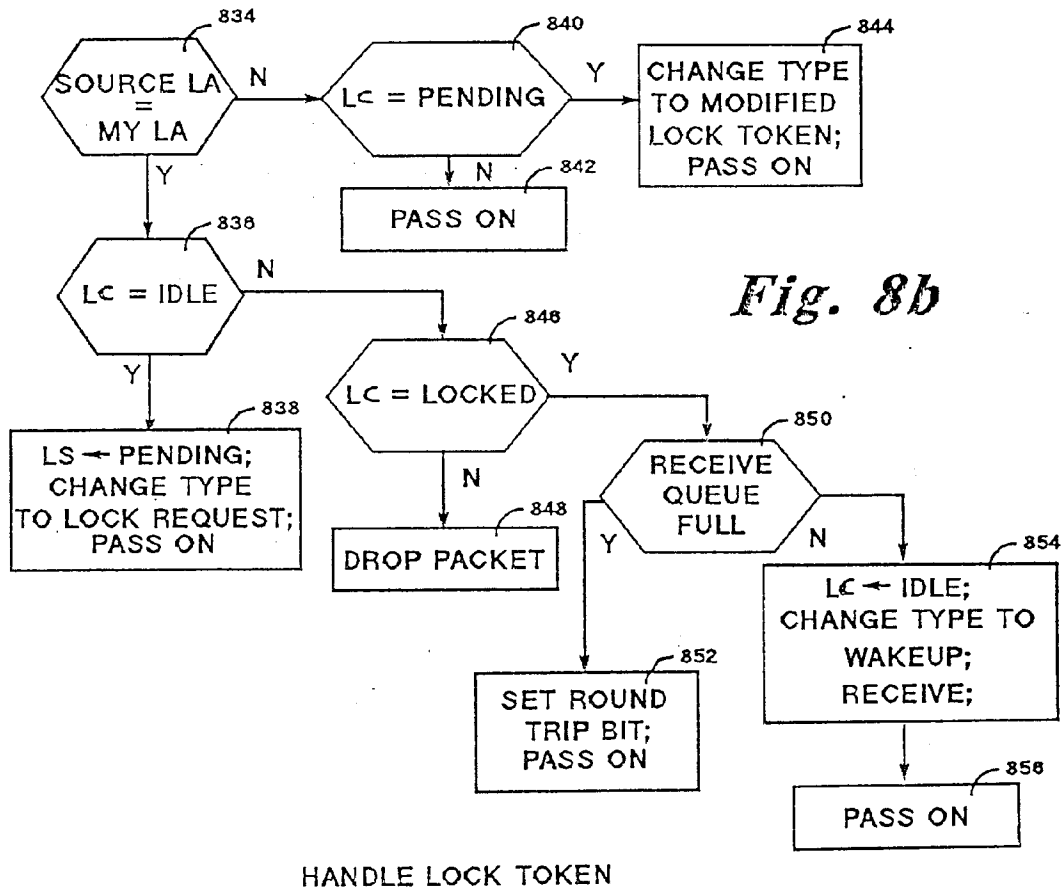 834
SOURCE LA
=
MY LA
N
Y
840
LC = PENDING
Y
N
844
CHANGE TYPE
TO MODIFIED
LOCK TOKEN;
PASS ON
842
PASS ON
836
LC = IDLE
N
Y
Fig. 8b
846
LC = LOCKED
Y
N
838
LS ← PENDING;
CHANGE TYPE
TO LOCK REQUEST;
PASS ON
850
RECEIVE
QUEUE
FULL
Y
N
848
DROP PACKET
854
LC ← IDLE;
CHANGE TYPE TO
WAKEUP;
RECEIVE;
852
SET ROUND
TRIP BIT;
PASS ON
856
PASS ON
HANDLE LOCK TOKEN